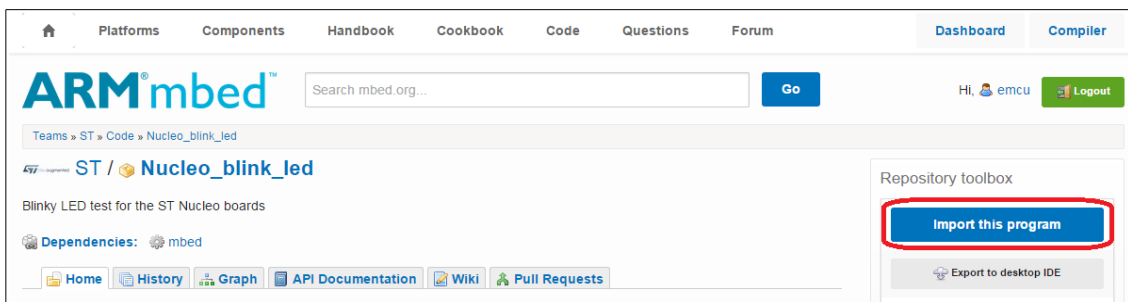 Platforms Components Handbook Cookbook Code Questions Forum Dashboard Compiler
ARM®mbed™
Search mbed.org...
Go
Hi, emcu
Logout
Teams » ST » Code » Nucleo_blink_led
ST / Nucleo_blink_led
Repository toolbox
Blinky LED test for the ST Nucleo boards
Import this program
Dependencies: mbed
Home History Graph API Documentation Wiki Pull Requests
Export to desktop IDE